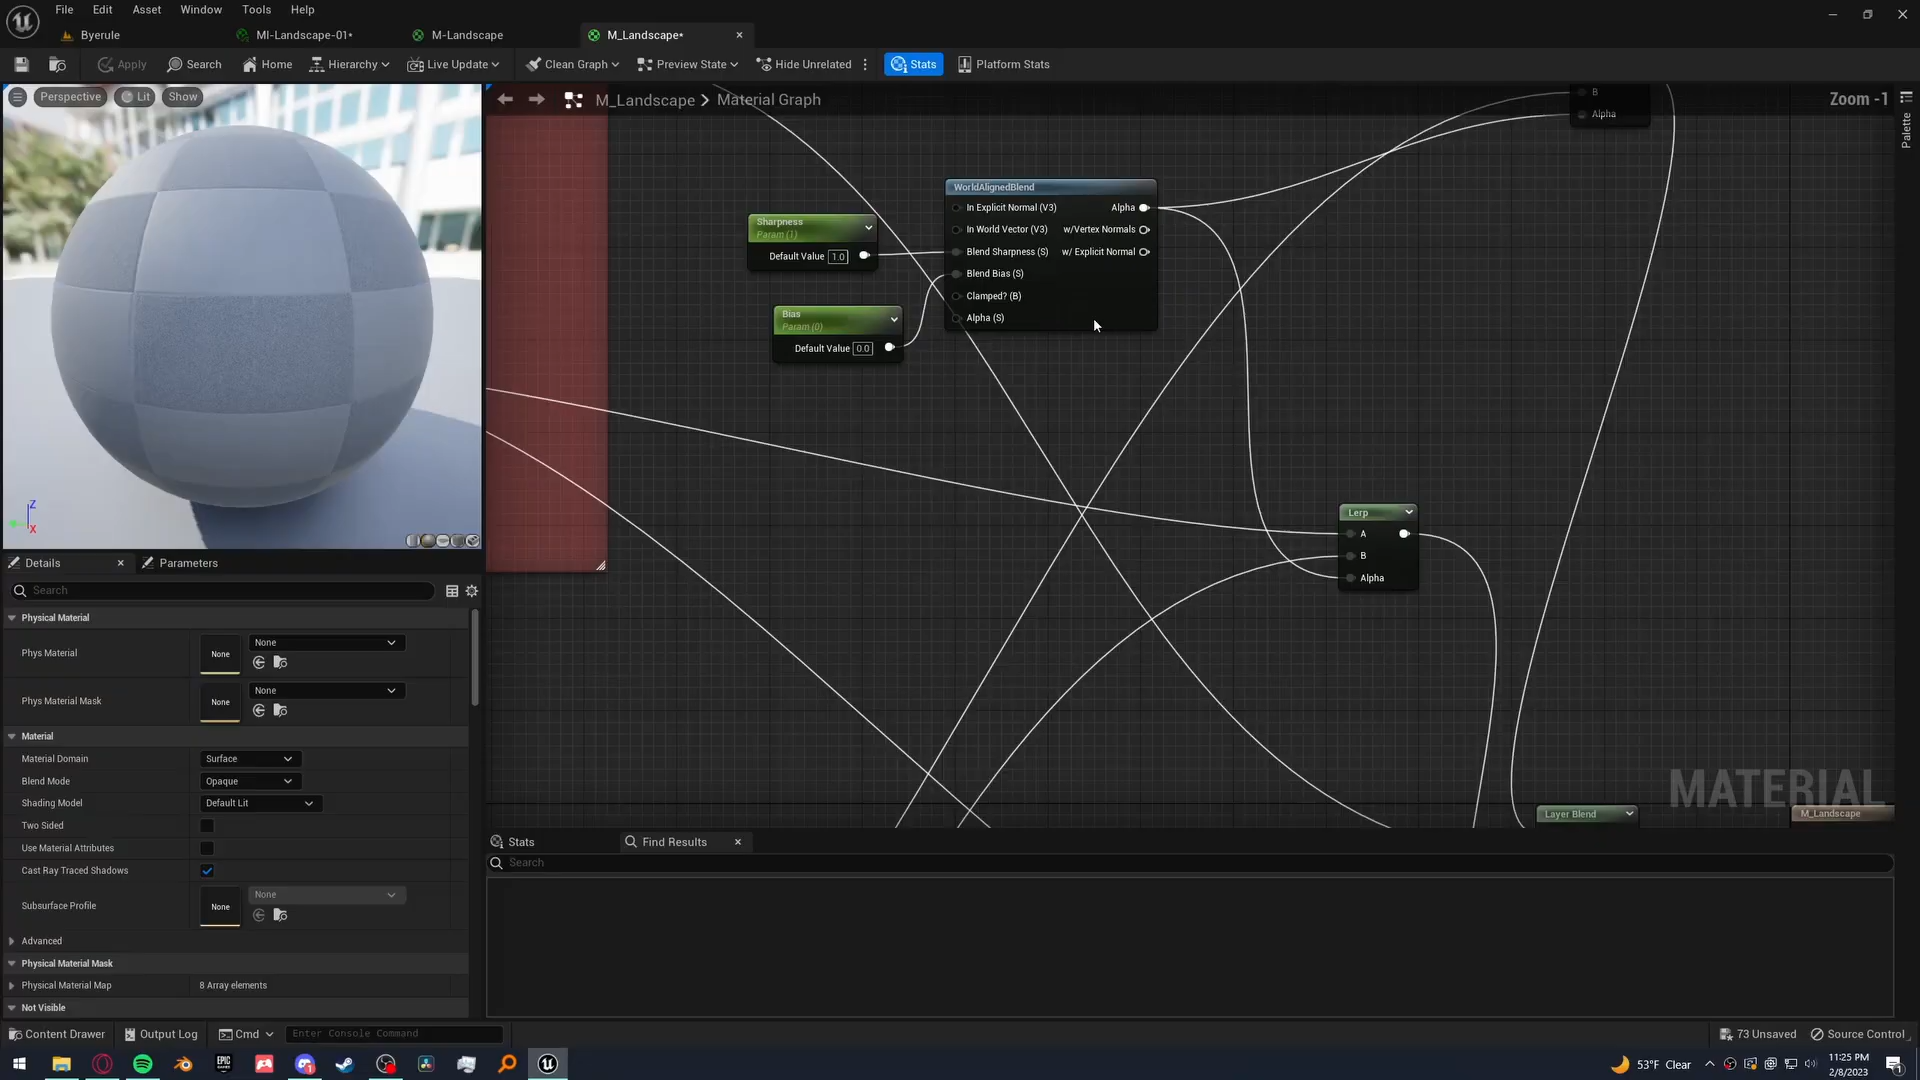 File Edit Asset Window Tools Help
Byerule MI-Landscape-01* M-Landscape M_Landscape*
Apply Search Home Hierarchy Live Update Clean Graph Preview State Hide Unrelated Stats Platform Stats
Perspective Lit Show
M_Landscape > Material Graph Zoom -1
Palette
B
Alpha
WorldAlignedBlend
In Explicit Normal (V3) Alpha
In World Vector (V3) w/Vertex Normals
Blend Sharpness (S) w/ Explicit Normal
Blend Bias (S)
Clamped? (B)
Alpha (S)
Sharpness
Param (1)
Default Value 1.0
Bias
Param (0)
Default Value 0.0
Lerp
A
B
Alpha
Z
X
MATERIAL
Layer Blend M_Landscape
Details Parameters
Search
Physical Material
Phys Material None None
Phys Material Mask None None
Material
Material Domain Surface
Blend Mode Opaque
Shading Model Default Lit
Two Sided
Use Material Attributes
Cast Ray Traced Shadows
Subsurface Profile None None
Advanced
Physical Material Mask
Physical Material Map 8 Array elements
Not Visible
Stats Find Results
Search
Content Drawer Output Log Cmd Enter Console Command 73 Unsaved Source Control
EPIC GAMES
53°F Clear
11:25 PM
2/8/2023